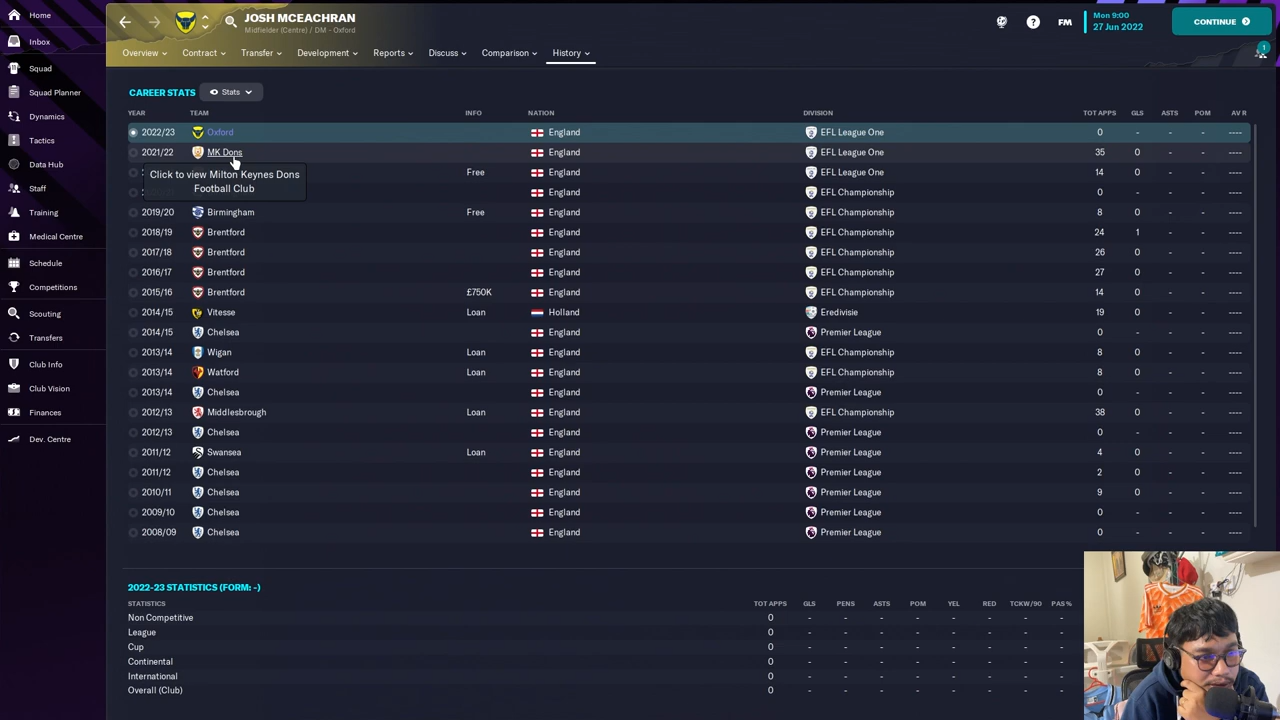 JOSH MCEACHRAN
Midfielder (Centre) / DM - Oxford
FM
Mon 9:00
27 Jun 2022
CONTINUE
1
Home
Inbox
Squad
Squad Planner
Dynamics
Tactics
Data Hub
Staff
Training
Medical Centre
Schedule
Competitions
Scouting
Transfers
Club Info
Club Vision
Finances
Dev. Centre
Overview Contract Transfer Development Reports Discuss Comparison History
CAREER STATS Stats
YEAR TEAM INFO NATION DIVISION TOT APPS GLS ASTS POM AV R
2022/23 Oxford England EFL League One 0 - - - ----
2021/22 MK Dons England EFL League One 35 0 - - ----
Free England EFL League One 14 0 - - ----
England EFL Championship 0 - - - ----
Click to view Milton Keynes Dons
Football Club
2019/20 Birmingham Free England EFL Championship 8 0 - - ----
2018/19 Brentford England EFL Championship 24 1 - - ----
2017/18 Brentford England EFL Championship 26 0 - - ----
2016/17 Brentford England EFL Championship 27 0 - - ----
2015/16 Brentford £750K England EFL Championship 14 0 - - ----
2014/15 Vitesse Loan Holland Eredivisie 19 0 - - ----
2014/15 Chelsea England Premier League 0 - - - ----
2013/14 Wigan Loan England EFL Championship 8 0 - - ----
2013/14 Watford Loan England EFL Championship 8 0 - - ----
2013/14 Chelsea England Premier League 0 - - - ----
2012/13 Middlesbrough Loan England EFL Championship 38 0 - - ----
2012/13 Chelsea England Premier League 0 - - - ----
2011/12 Swansea Loan England Premier League 4 0 - - ----
2011/12 Chelsea England Premier League 2 0 - - ----
2010/11 Chelsea England Premier League 9 0 - - ----
2009/10 Chelsea England Premier League 0 0 - - ----
2008/09 Chelsea England Premier League 0 0 - - ----
2022-23 STATISTICS (FORM: -)
STATISTICS TOT APPS GLS PENS ASTS POM YEL RED TCKW/90 PAS %
Non Competitive 0 - - - - - - - -
League 0 - - - - - - - -
Cup 0 - - - - - - - -
Continental 0 - - - - - - - -
International 0 - - - - - - - -
Overall (Club) 0 - - - - - - - -